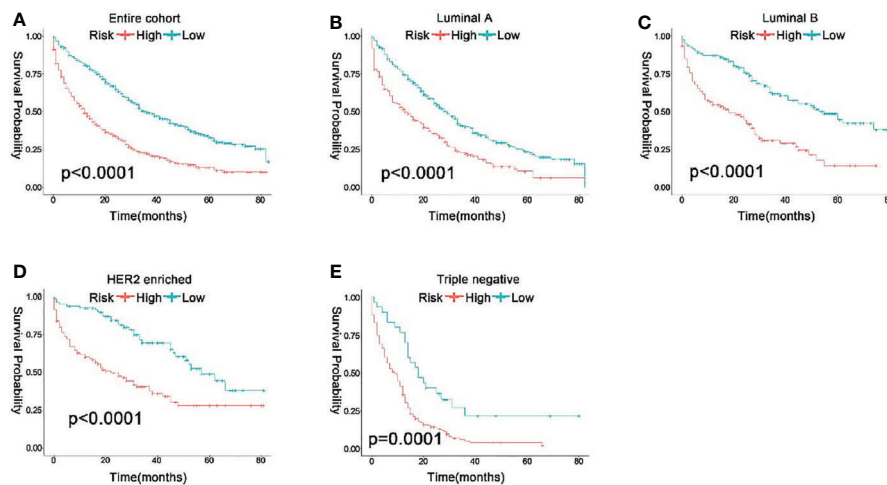 A
Entire cohort
Risk High Low
Survival Probability
1.00
0.75
0.50
0.25
0.00
p<0.0001
0 20 40 60 80
Time(months)
B
Luminal A
Risk High Low
Survival Probability
1.00
0.75
0.50
0.25
0.00
p<0.0001
0 20 40 60 80
Time(months)
C
Luminal B
Risk High Low
Survival Probability
1.00
0.75
0.50
0.25
0.00
p<0.0001
0 20 40 60 80
Time(months)
D
HER2 enriched
Risk High Low
Survival Probability
1.00
0.75
0.50
0.25
0.00
p<0.0001
0 20 40 60 80
Time(months)
E
Triple negative
Risk High Low
Survival Probability
1.00
0.75
0.50
0.25
0.00
p=0.0001
0 20 40 60 80
Time(months)